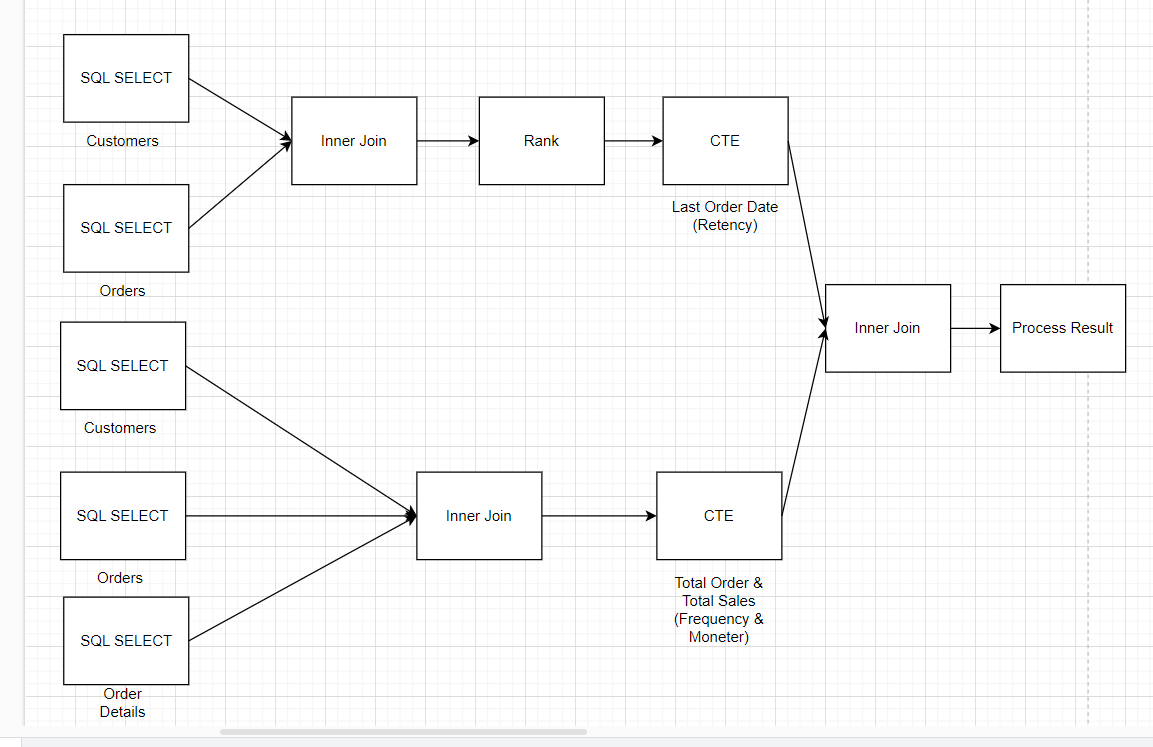 SQL SELECT
Customers
Inner Join
Rank
CTE
Last Order Date
(Retency)
SQL SELECT
Orders
SQL SELECT
Customers
Inner Join
Process Result
SQL SELECT
Orders
Inner Join
CTE
Total Order &
Total Sales
(Frequency &
Moneter)
SQL SELECT
Order
Details